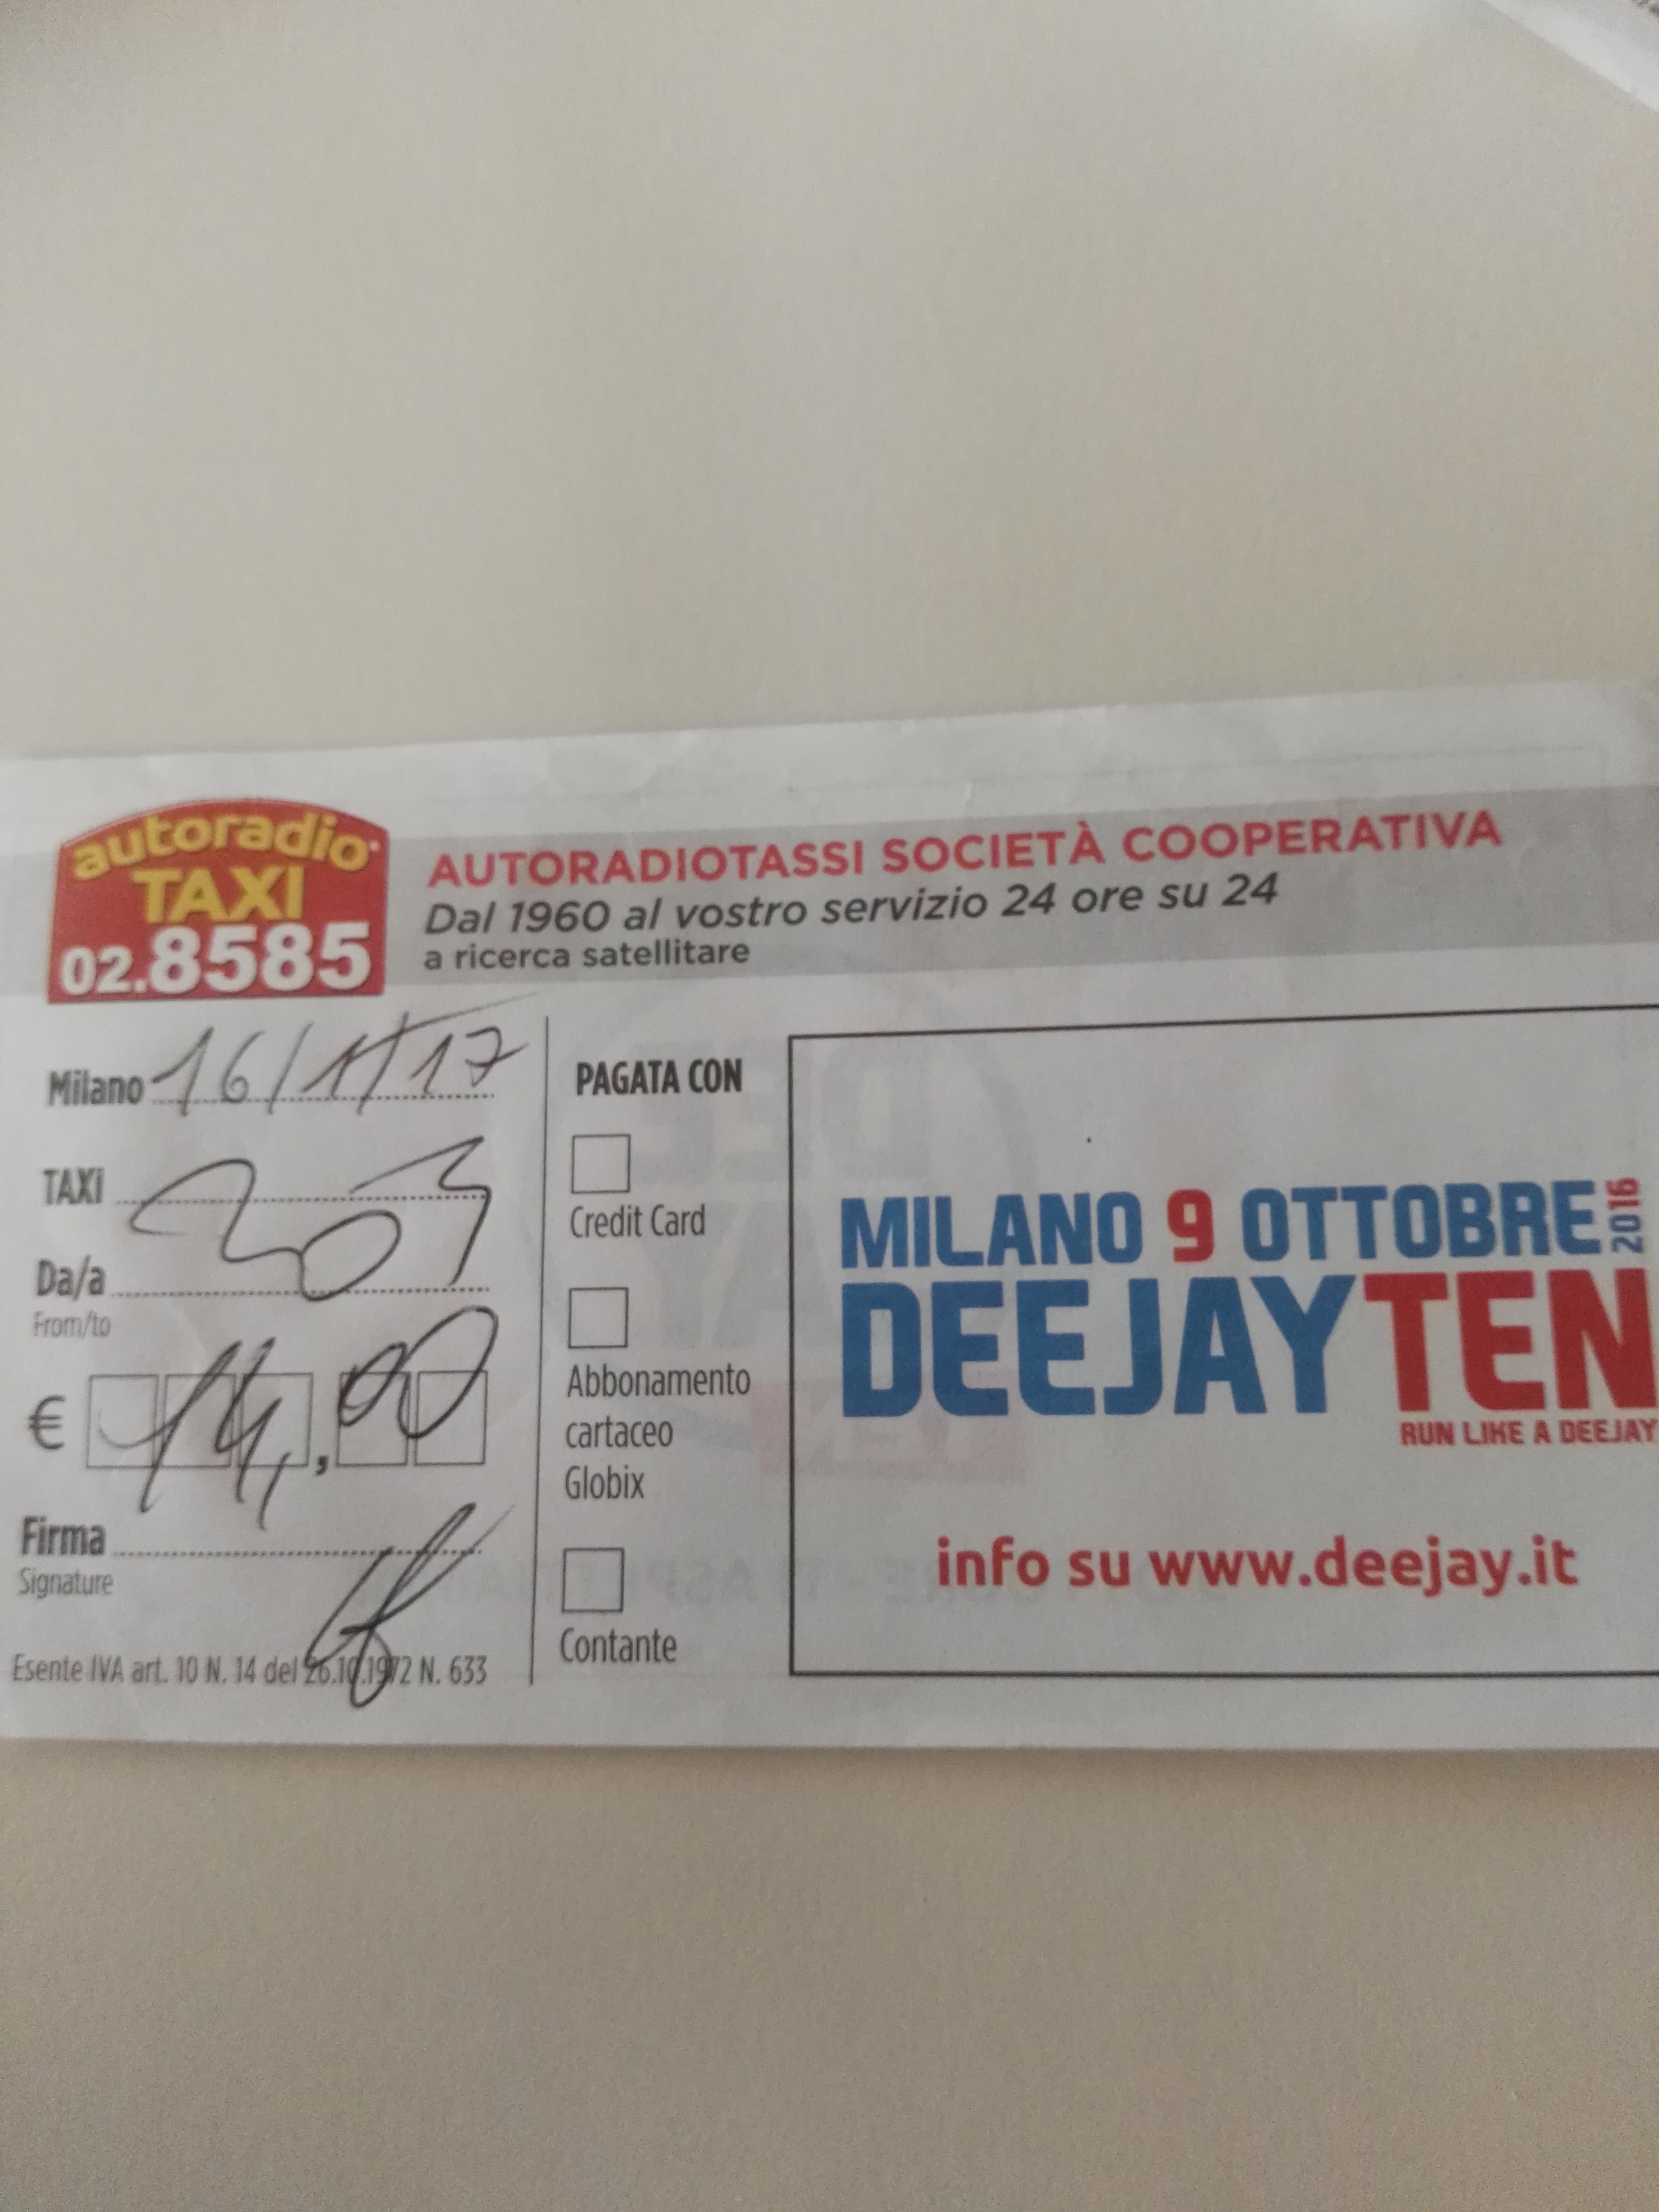 autoradio
TAXI
02.8585
AUTORADIOTASSI SOCIETÀ COOPERATIVA
Dal 1960 al vostro servizio 24 ore su 24
a ricerca satellitare
Milano 16/1/17
TAXi 203
Da/a
From/to
€ 14,00
Firma
Signature
Esente IVA art. 10 N. 14 del 26.10.1972 N. 633
PAGATA CON
Credit Card
Abbonamento
cartaceo
Globix
Contante
MILANO 9 OTTOBRE 2016
DEEJAYTEN
RUN LIKE A DEEJAY
info su www.deejay.it